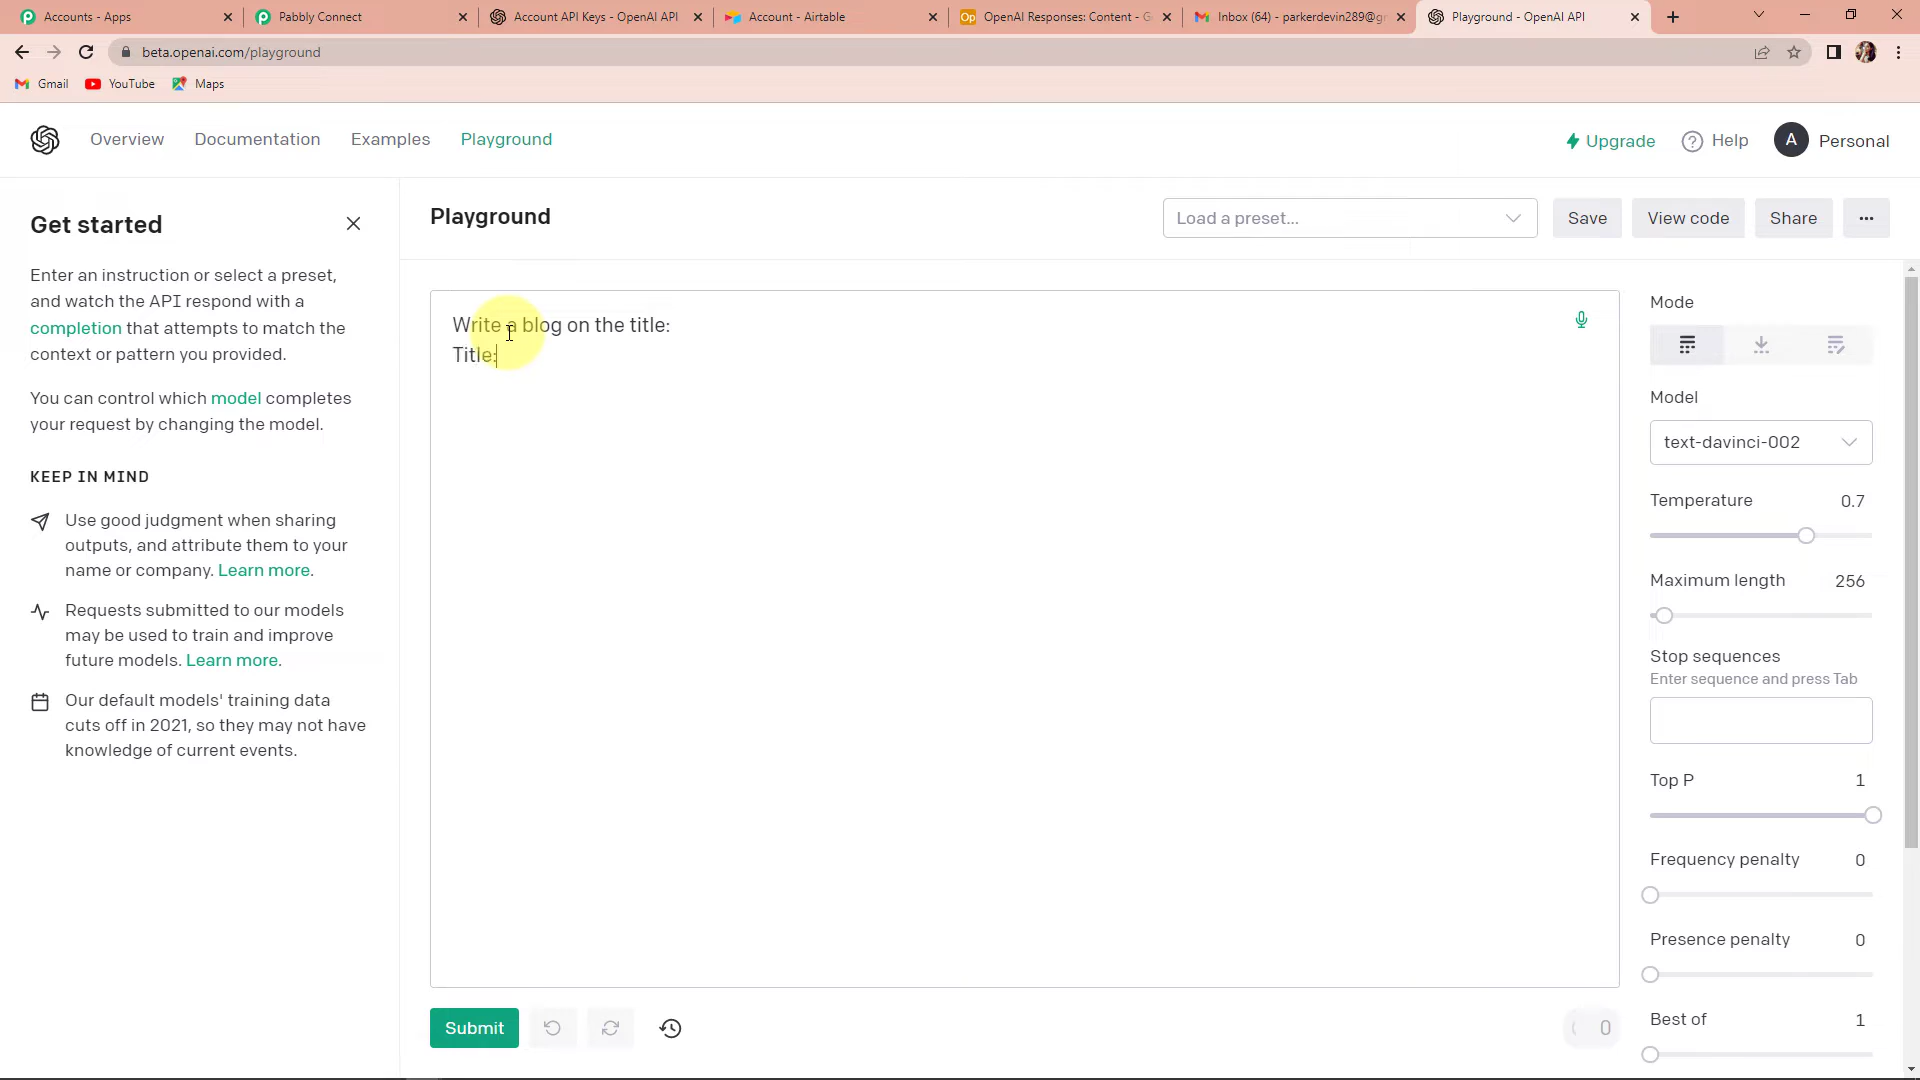 Accounts - Apps
Pabbly Connect
Account API Keys - OpenAI API
Account - Airtable
Op OpenAI Responses: Content - G
Inbox (64) - parkerdevin289@g
Playground - OpenAI API
beta.openai.com/playground
Gmail YouTube Maps
Overview Documentation Examples Playground
Upgrade Help A Personal
Get started
Enter an instruction or select a preset,
and watch the API respond with a
completion that attempts to match the
context or pattern you provided.
You can control which model completes
your request by changing the model.
KEEP IN MIND
Use good judgment when sharing
outputs, and attribute them to your
name or company. Learn more.
Requests submitted to our models
may be used to train and improve
future models. Learn more.
Our default models' training data
cuts off in 2021, so they may not have
knowledge of current events.
Playground
Load a preset...
Save View code Share ...
Write a blog on the title:
Title:
Submit
0
Mode
Model
text-davinci-002
Temperature 0.7
Maximum length 256
Stop sequences
Enter sequence and press Tab
Top P 1
Frequency penalty 0
Presence penalty 0
Best of 1